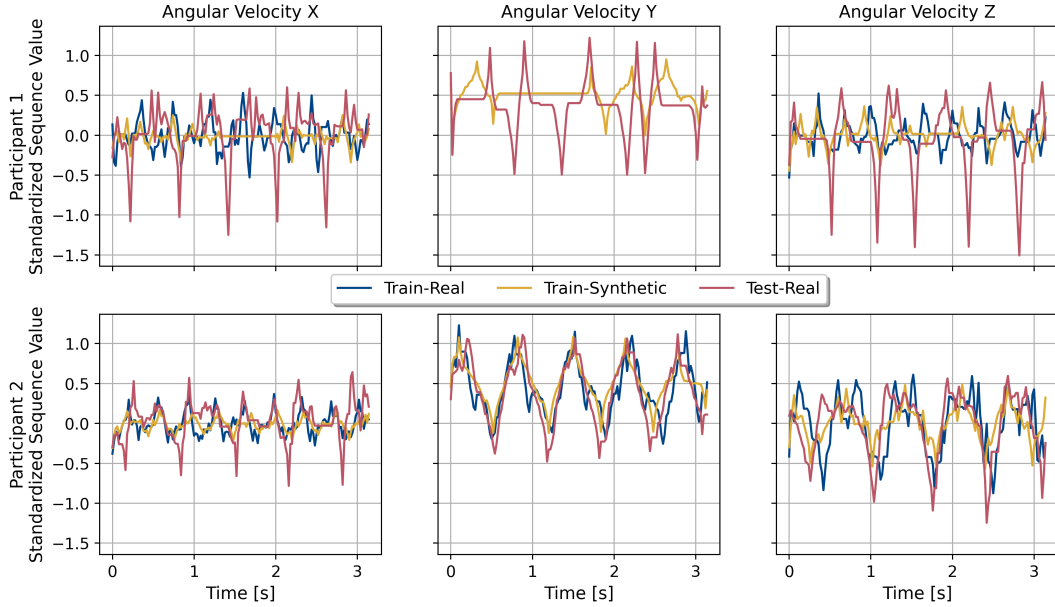 Angular Velocity X Angular Velocity Y Angular Velocity Z
Participant 1
Standardized Sequence Value
1.0
0.5
0.0
−0.5
−1.0
−1.5
Train-Real Train-Synthetic Test-Real
Participant 2
Standardized Sequence Value
1.0
0.5
0.0
−0.5
−1.0
−1.5
0 1 2 3 0 1 2 3 0 1 2 3
Time [s] Time [s] Time [s]